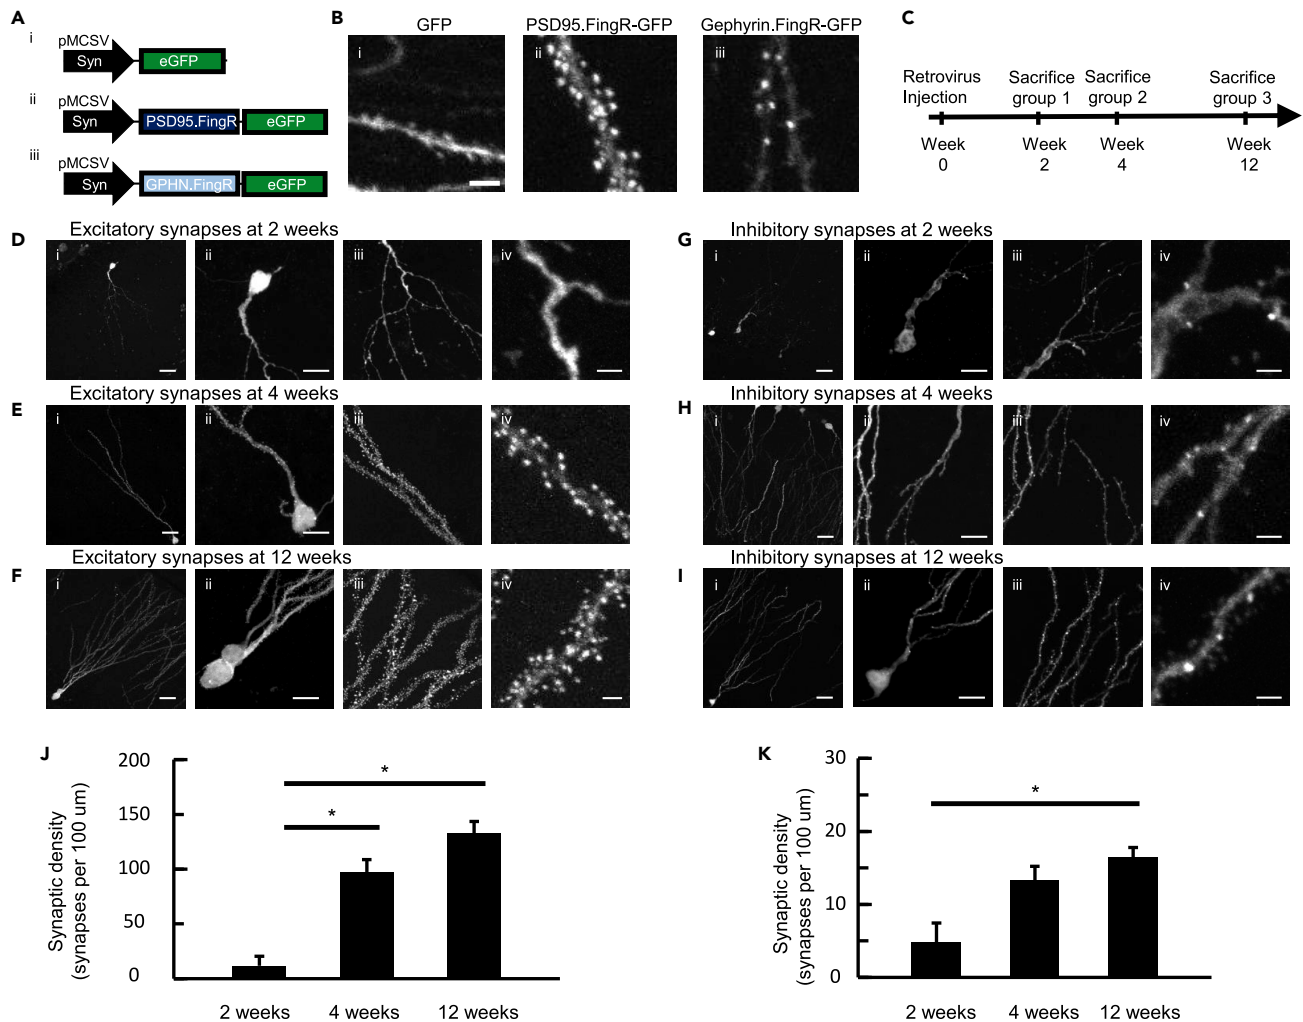 A
i
pMCSV
Syn
eGFP
ii
pMCSV
Syn
PSD95.FingR
eGFP
iii
pMCSV
Syn
GPHN.FingR
eGFP
B
GFP
PSD95.FingR-GFP
Gephyrin.FingR-GFP
i
ii
iii
C
Retrovirus
Injection
Sacrifice
group 1
Sacrifice
group 2
Sacrifice
group 3
Week
0
Week
2
Week
4
Week
12
D
Excitatory synapses at 2 weeks
i
ii
iii
iv
G
Inhibitory synapses at 2 weeks
i
ii
iii
iv
E
Excitatory synapses at 4 weeks
i
ii
iii
iv
H
Inhibitory synapses at 4 weeks
i
ii
iii
iv
F
Excitatory synapses at 12 weeks
i
ii
iii
iv
I
Inhibitory synapses at 12 weeks
i
ii
iii
iv
J
Synaptic density
(synapses per 100 um)
200
150
100
50
0
*
*
2 weeks
4 weeks
12 weeks
K
Synaptic density
(synapses per 100 um)
30
20
10
0
*
2 weeks
4 weeks
12 weeks